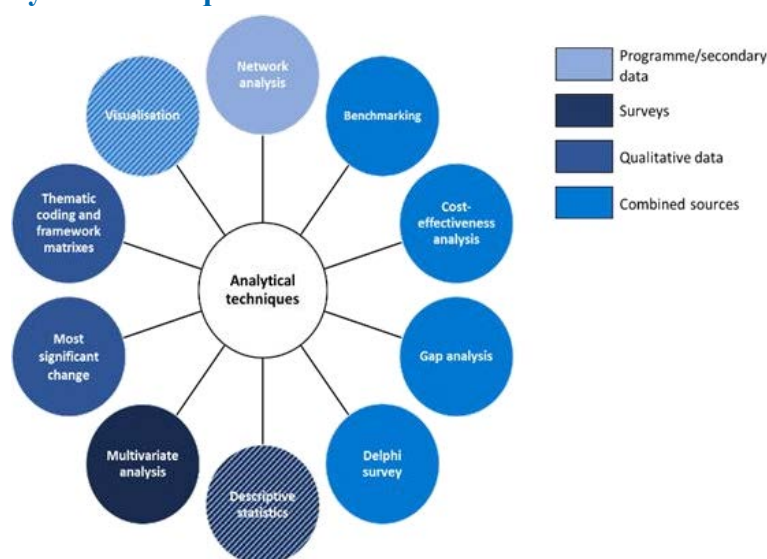 Network
analysis
Benchmarking
Cost-
effectiveness
analysis
Gap analysis
Delphi
survey
Descriptive
statistics
Multivariate
analysis
Most
significant
change
Thematic
coding and
framework
matrixes
Visualisation
Analytical
techniques
Programme/secondary
data
Surveys
Qualitative data
Combined sources